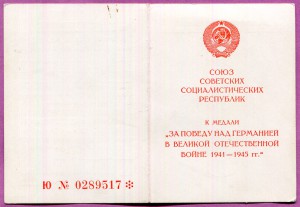 СОЮЗ
СОВЕТСКИХ
СОЦИАЛИСТИЧЕСКИХ
РЕСПУБЛИК
К МЕДАЛИ
„ЗА ПОБЕДУ НАД ГЕРМАНИЕЙ
В ВЕЛИКОЙ ОТЕЧЕСТВЕННОЙ
ВОЙНЕ 1941—1945 гг.“
Ю № 0289517 ✻